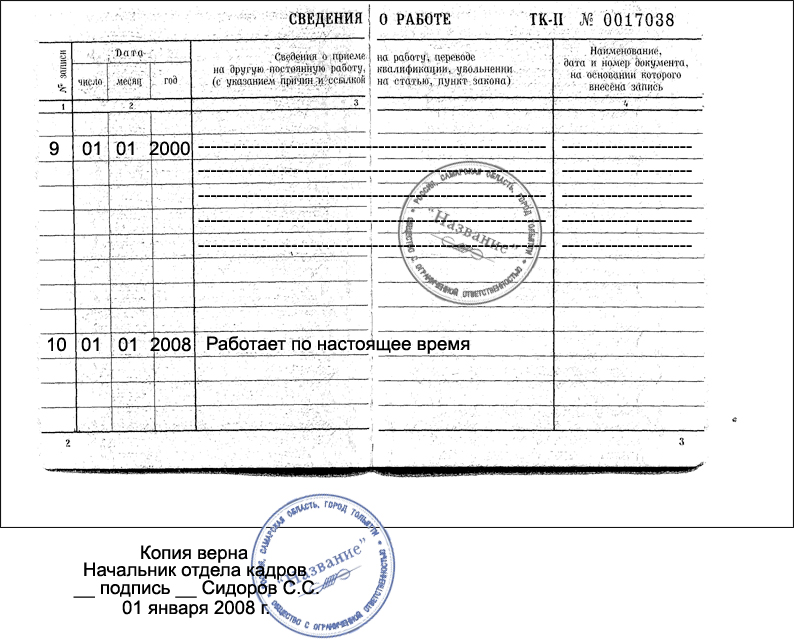 СВЕДЕНИЯ О РАБОТЕ ТК-II № 0017038
№ записи
Дата
число месяц год
Сведения о приеме на работу, переводе
на другую постоянную работу, квалификации, увольнении
(с указанием причин и ссылкой на статью, пункт закона)
Наименование,
дата и номер документа,
на основании которого
внесена запись
1 2 3 4
9 01 01 2000
РОССИЯ, САМАРСКАЯ ОБЛАСТЬ, ГОРОД ТОЛЬЯТТИ * ОБЩЕСТВО С ОГРАНИЧЕННОЙ ОТВЕТСТВЕННОСТЬЮ *
"Название"
10 01 01 2008 Работает по настоящее время
2 3
Копия верна
Начальник отдела кадров
__ подпись __ Сидоров С.С.
01 января 2008 г.
РОССИЯ, САМАРСКАЯ ОБЛАСТЬ, ГОРОД ТОЛЬЯТТИ * ОБЩЕСТВО С ОГРАНИЧЕННОЙ ОТВЕТСТВЕННОСТЬЮ *
"Название"